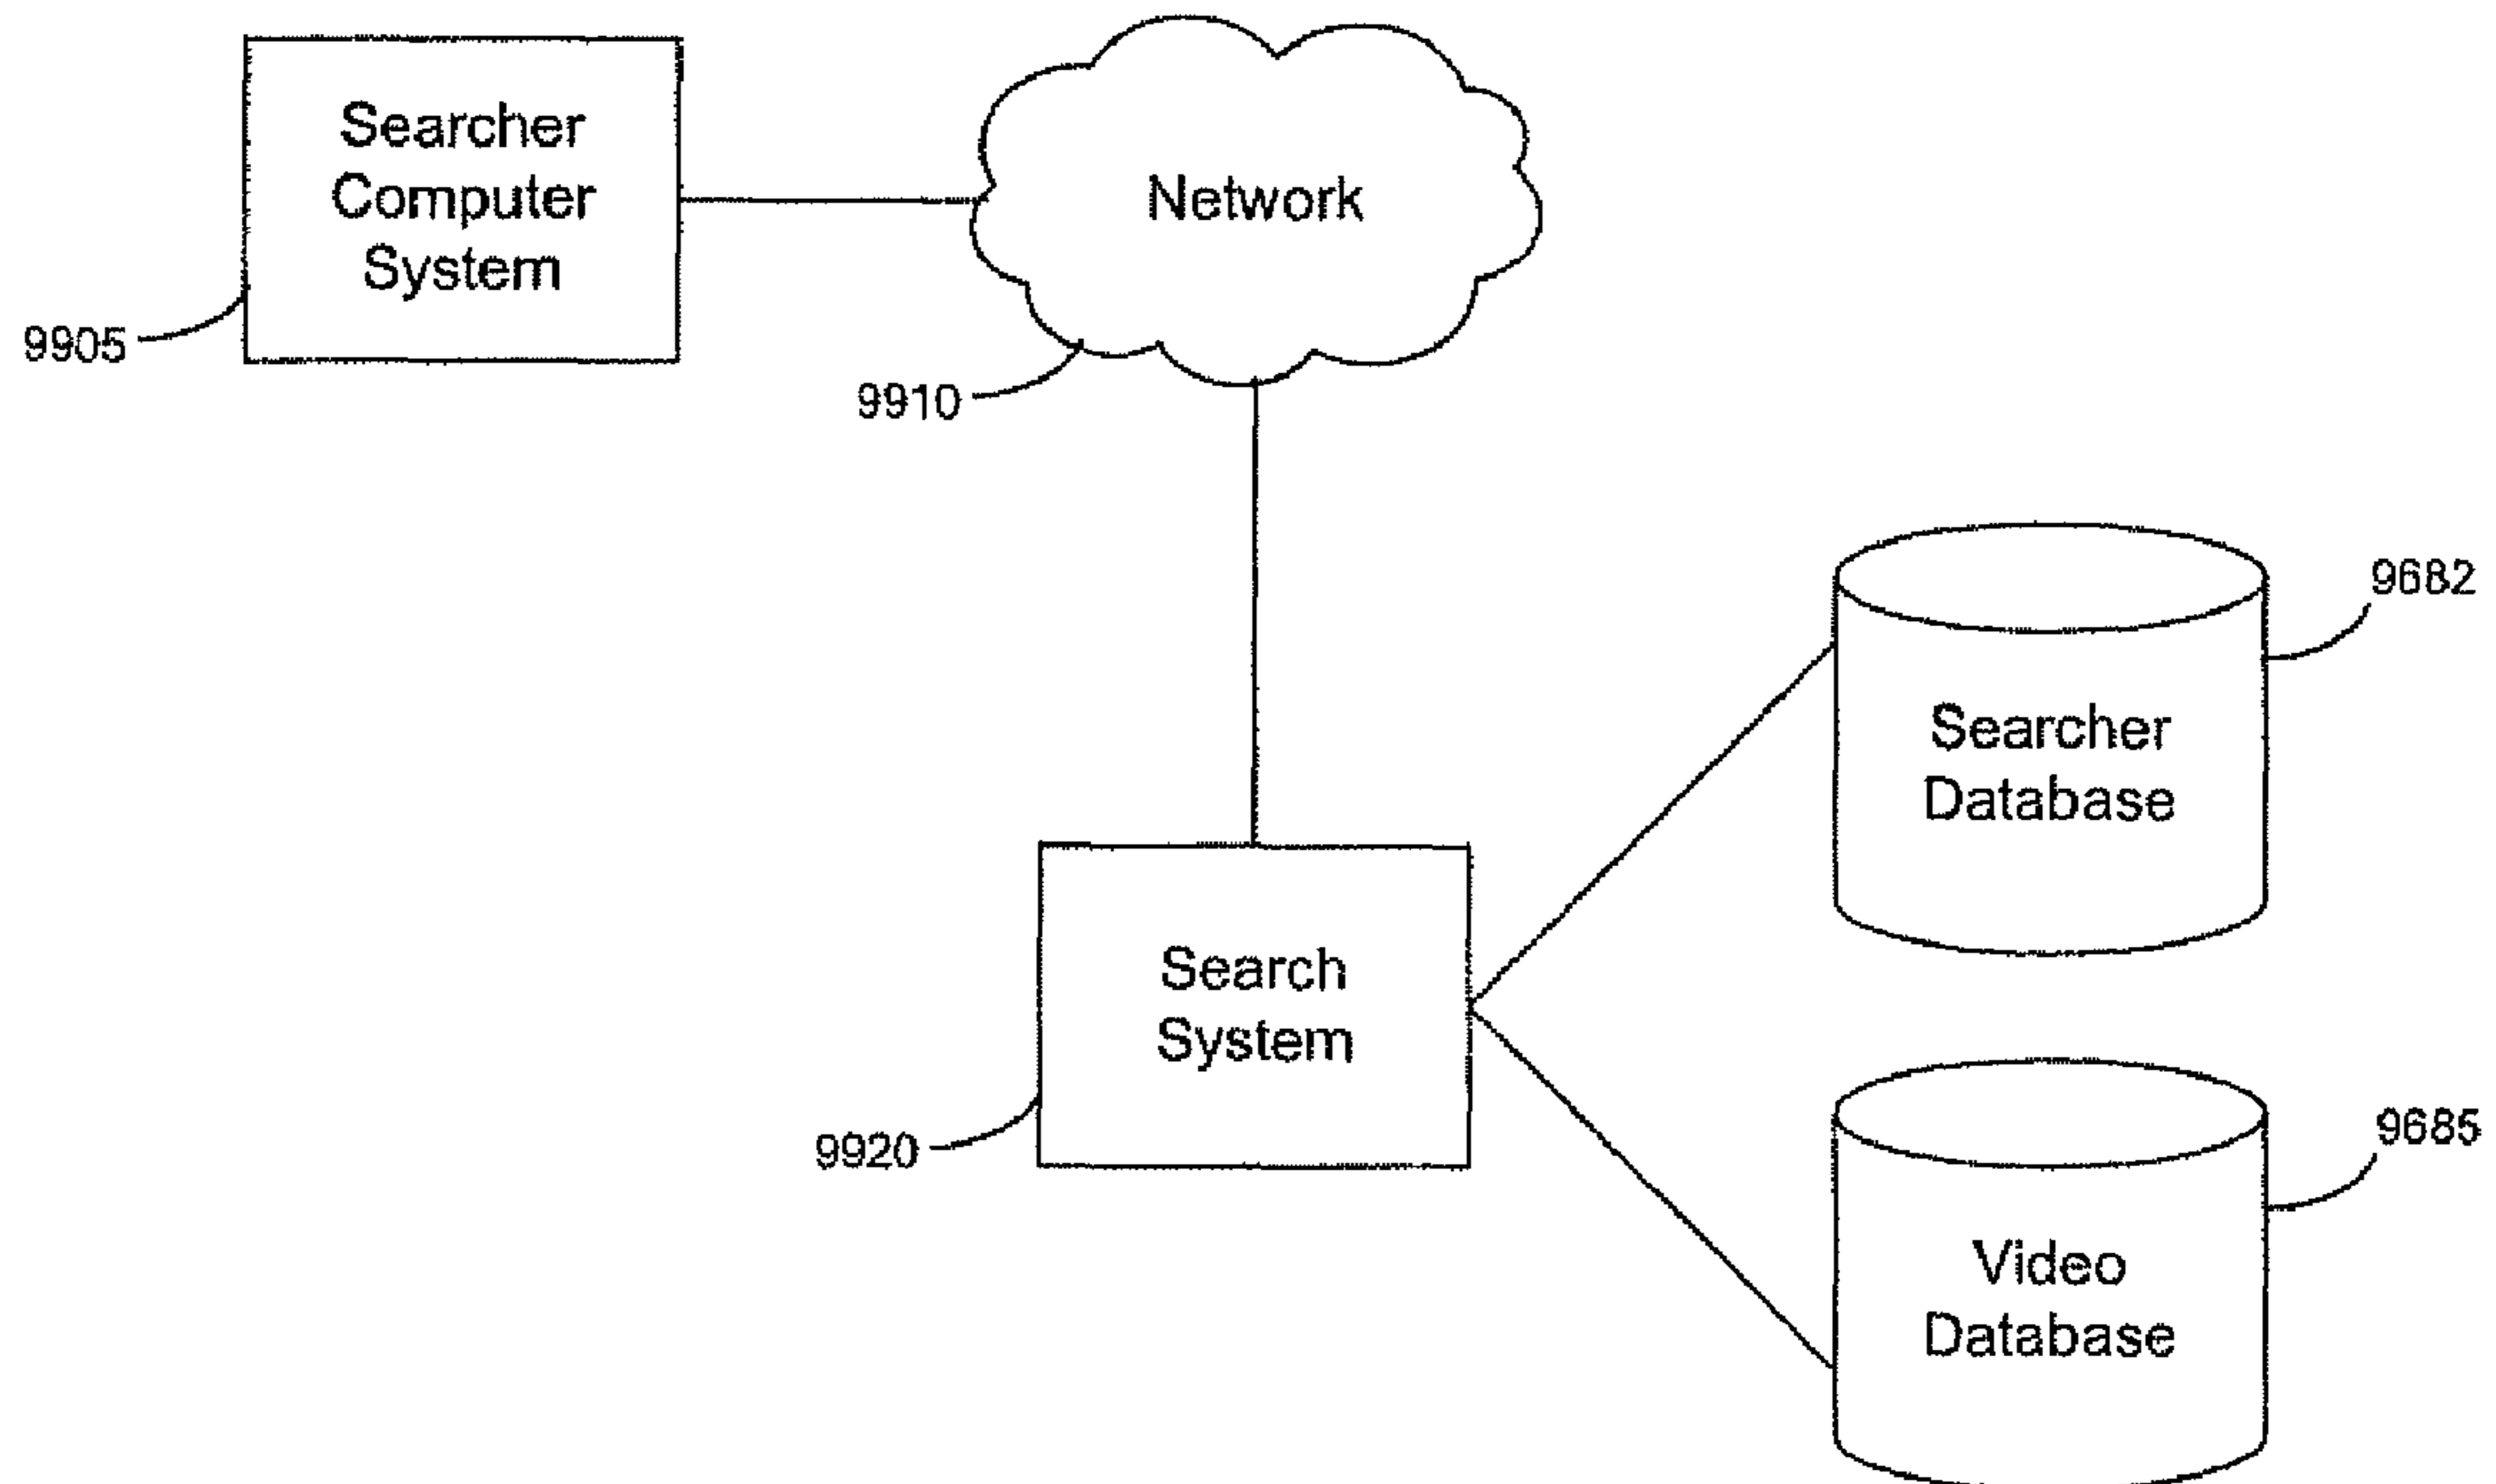 Searcher
Computer
System
Network
9905
9910
9682
Searcher
Database
Search
System
9920
9685
Video
Database